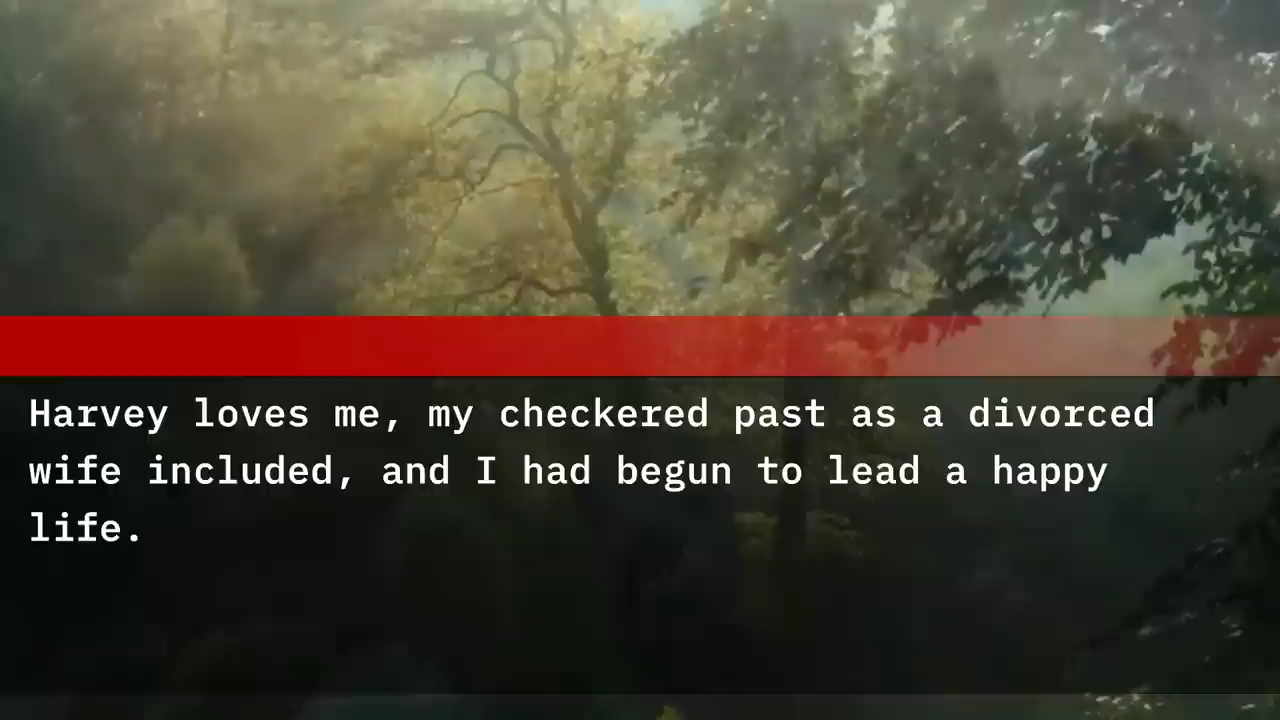 Harvey loves me, my checkered past as a divorced
wife included, and I had begun to lead a happy
life.